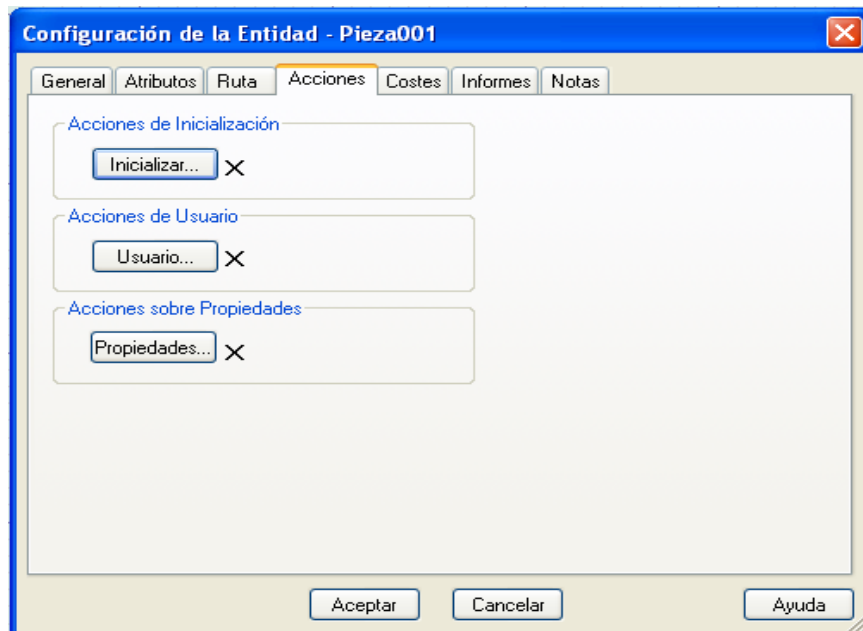 Configuración de la Entidad - Pieza001
General Atributos Ruta Acciones Costes Informes Notas
Acciones de Inicialización
Inicializar...
Acciones de Usuario
Usuario...
Acciones sobre Propiedades
Propiedades...
Aceptar Cancelar Ayuda